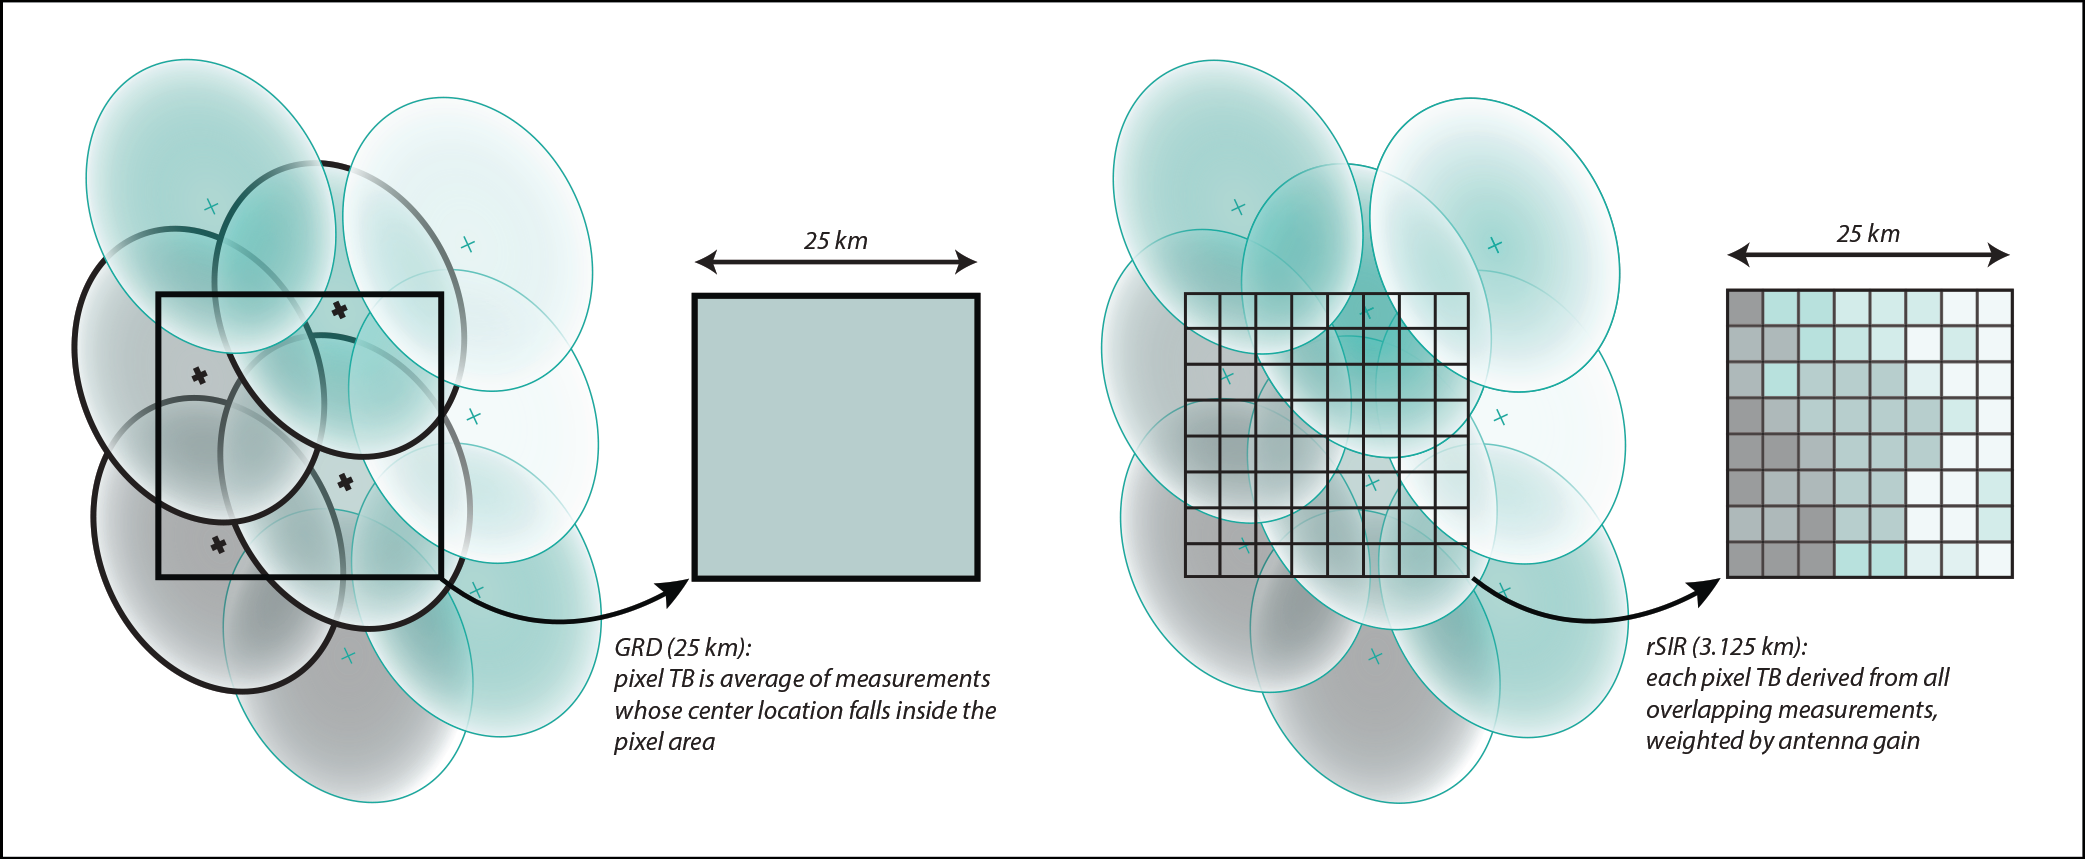 25 km
GRD (25 km):
pixel TB is average of measurements
whose center location falls inside the
pixel area
25 km
rSIR (3.125 km):
each pixel TB derived from all
overlapping measurements,
weighted by antenna gain